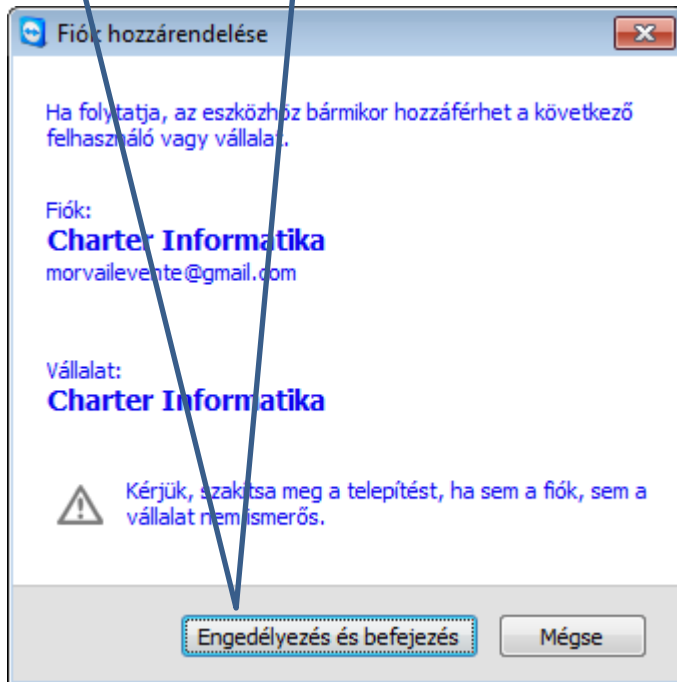 Fiók hozzárendelése
Ha folytatja, az eszközhöz bármikor hozzáférhet a következő
felhasználó vagy vállalat.
Fiók:
Charter Informatika
morvailevente@gmail.com
Vállalat:
Charter Informatika
Kérjük, szakítsa meg a telepítést, ha sem a fiók, sem a
vállalat nem ismerős.
Engedélyezés és befejezés
Mégse